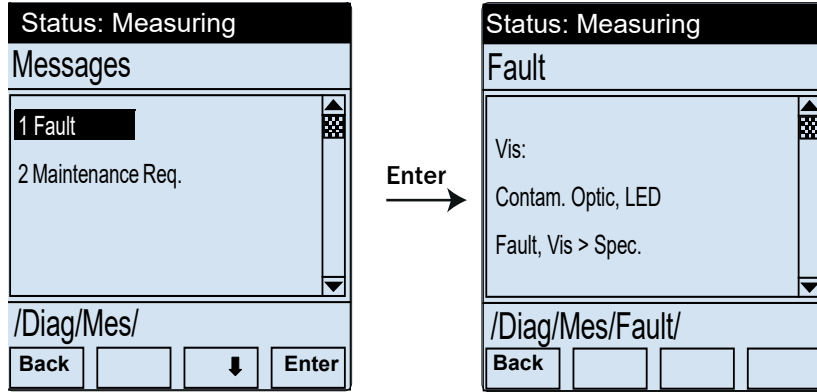 Status: Measuring
Messages
1 Fault
2 Maintenance Req.
/Diag/Mes/
Back
Enter
Enter
Status: Measuring
Fault
Vis:
Contam. Optic, LED
Fault, Vis > Spec.
/Diag/Mes/Fault/
Back